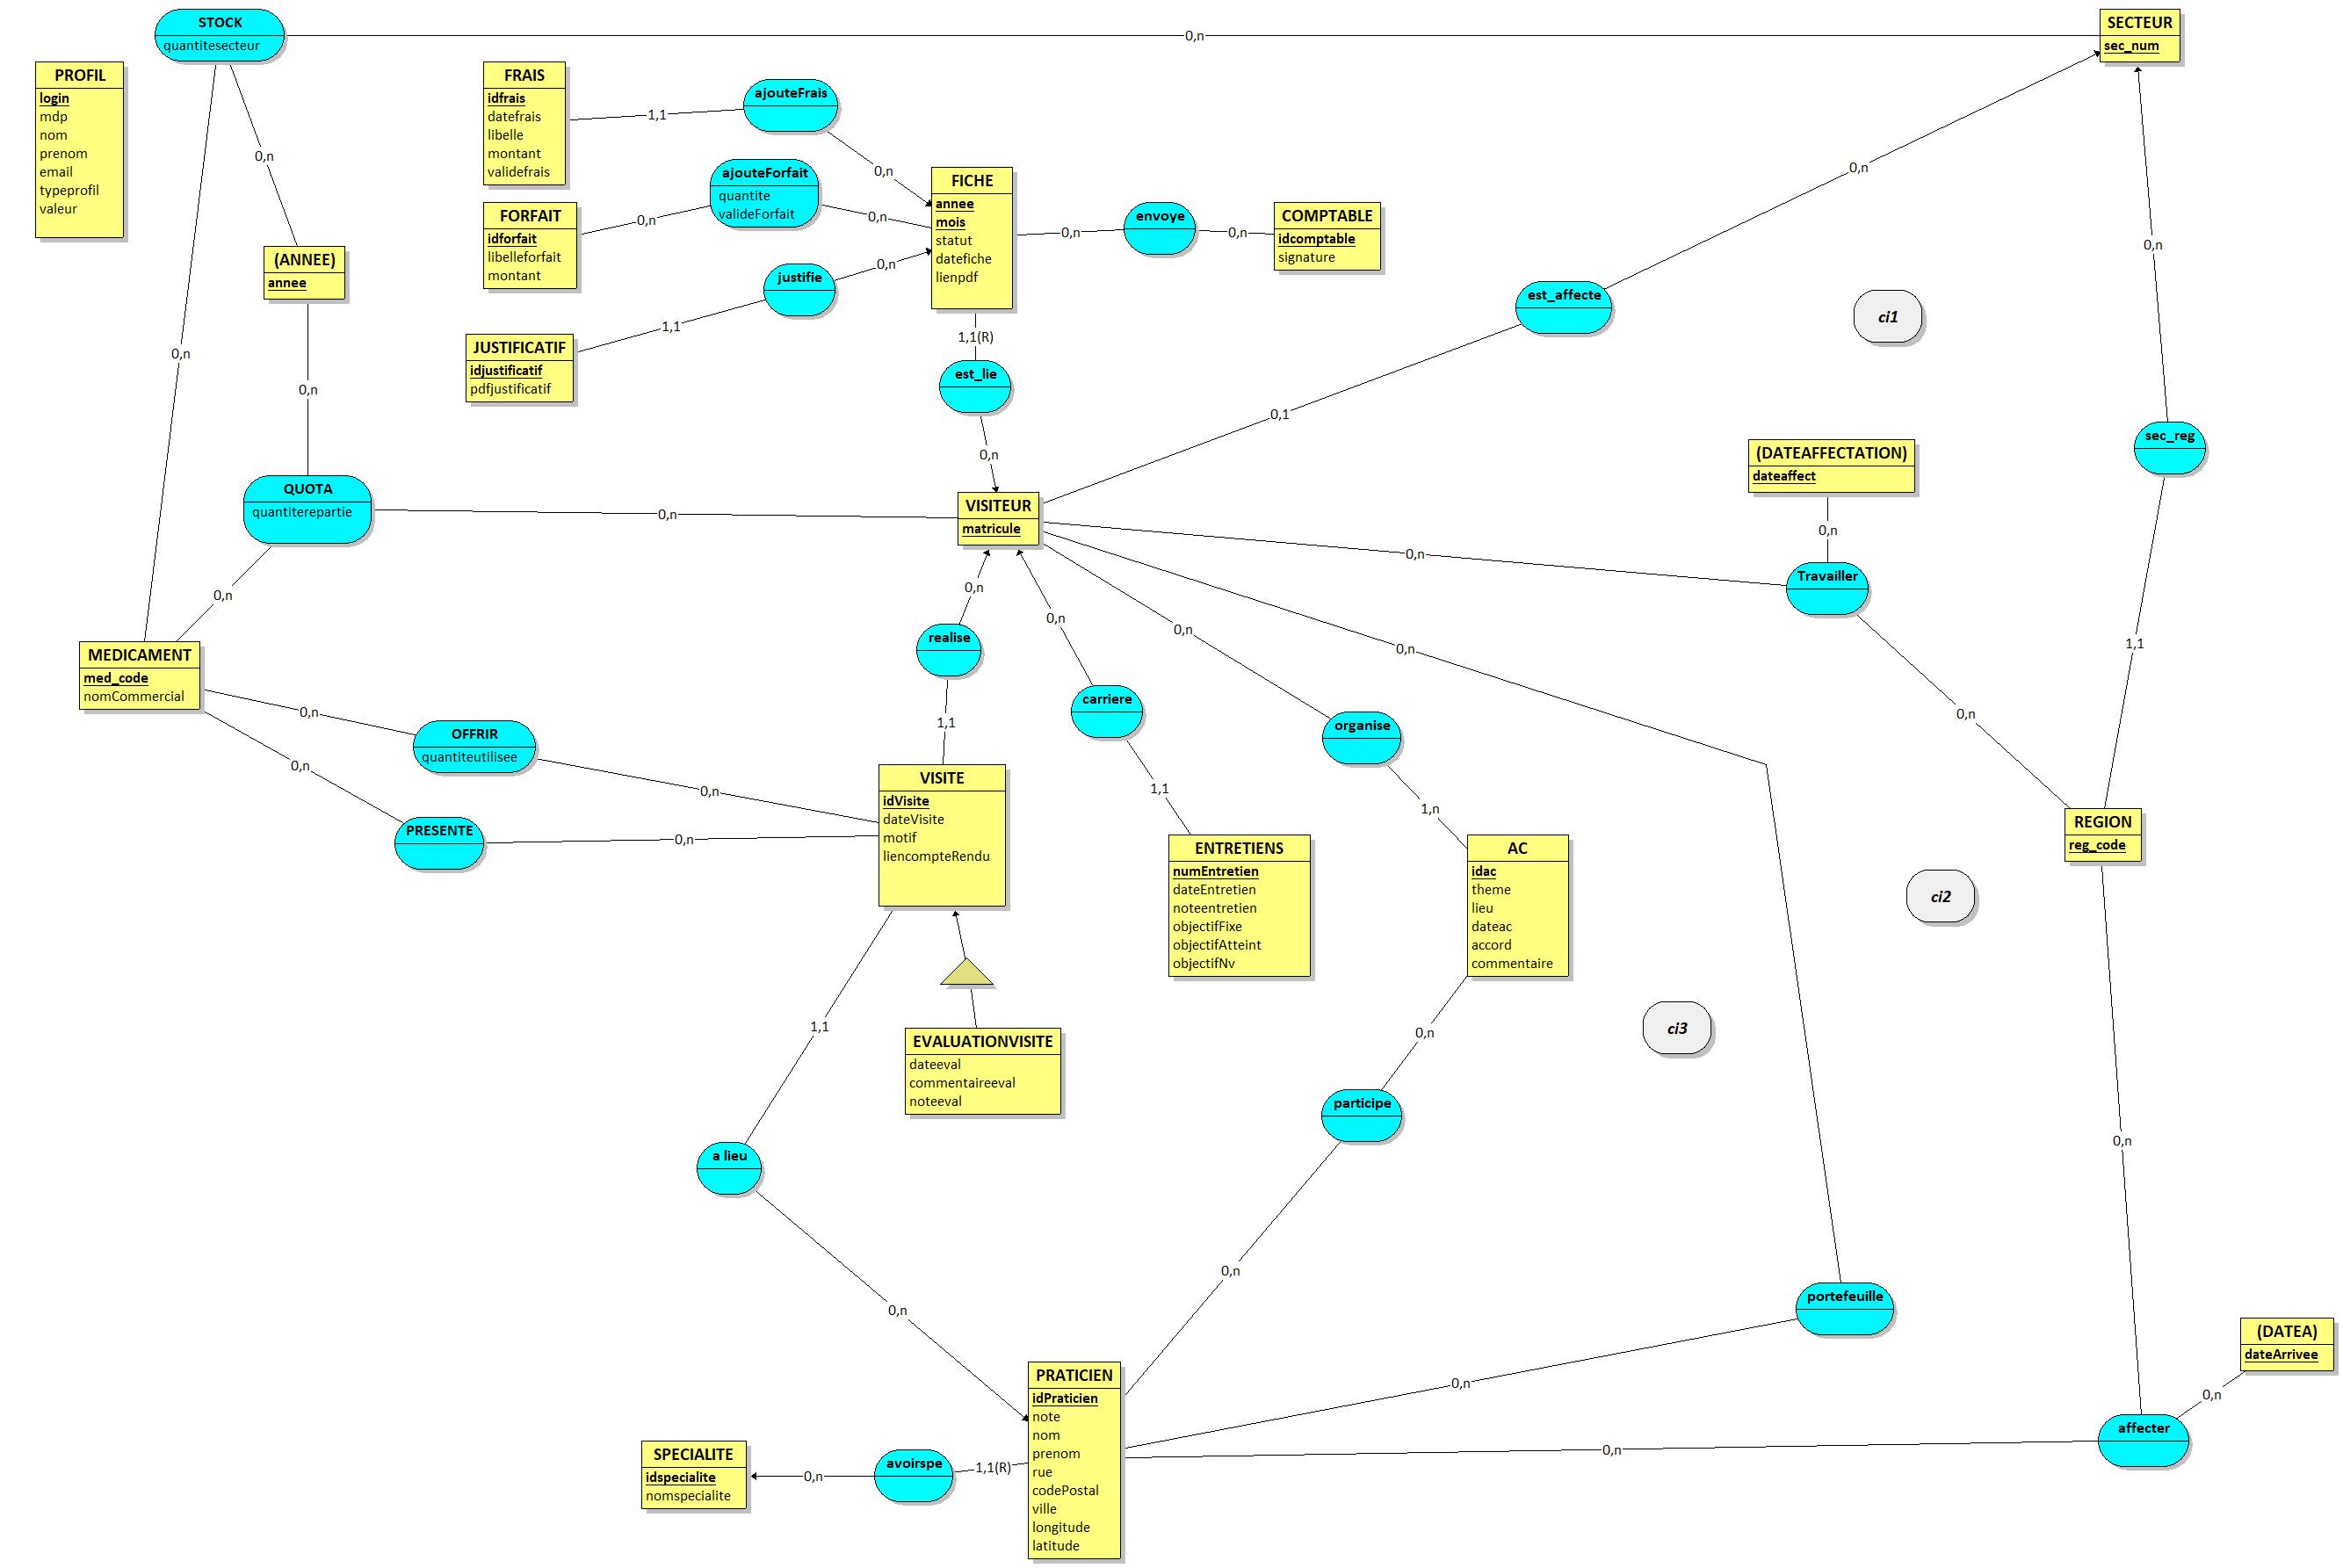 STOCK
quantitesecteur
0,n
SECTEUR
sec_num
PROFIL
login
mdp
nom
prenom
email
typeprofil
valeur
FRAIS
idfrais
datefrais
libelle
montant
validefrais
1,1
ajouteFrais
0,n
0,n
ajouteForfait
quantite
valideForfait
FICHE
annee
mois
statut
datefiche
lienpdf
0,n
FORFAIT
idforfait
libelleforfait
montant
0,n
0,n
0,n
envoye
0,n
COMPTABLE
idcomptable
signature
(ANNEE)
annee
justifie
0,n
0,n
est_affecte
ci1
1,1
1,1(R)
JUSTIFICATIF
idjustificatif
pdfjustificatif
0,n
est_lie
0,n
0,1
sec_reg
(DATEAFFECTATION)
dateaffect
0,n
QUOTA
quantiterepartie
0,n
VISITEUR
matricule
0,n
0,n
Travailler
0,n
0,n
0,n
0,n
realise
0,n
1,1
0,n
MEDICAMENT
med_code
nomCommercial
carriere
0,n
0,n
organise
1,1
OFFRIR
quantiteutilisee
0,n
VISITE
idVisite
dateVisite
motif
liencompteRendu
0,n
1,1
1,n
PRESENTE
0,n
ENTRETIENS
numEntretien
dateEntretien
noteentretien
objectifFixe
objectifAtteint
objectifNv
AC
idac
theme
lieu
dateac
accord
commentaire
REGION
reg_code
ci2
1,1
EVALUATIONVISITE
dateeval
commentaireeval
noteeval
0,n
ci3
participe
0,n
a lieu
0,n
0,n
portefeuille
(DATEA)
dateArrivee
PRATICIEN
idPraticien
note
nom
prenom
rue
codePostal
ville
longitude
latitude
0,n
0,n
affecter
0,n
SPECIALITE
idspecialite
nomspecialite
0,n
avoirspe
1,1(R)